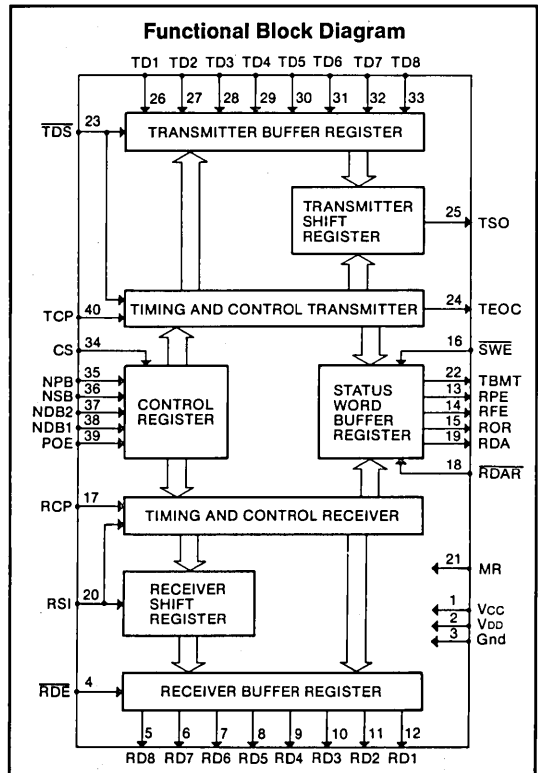 Functional Block Diagram
TD1 TD2 TD3 TD4 TD5 TD6 TD7 TD8
26 27 28 29 30 31 32 33
TDS 23
TRANSMITTER BUFFER REGISTER
TRANSMITTER
SHIFT
REGISTER
25 TSO
TIMING AND CONTROL TRANSMITTER
24 TEOC
TCP 40
CS 34
16 SWE
NPB 35
NSB 36
NDB2 37
NDB1 38
POE 39
CONTROL
REGISTER
STATUS
WORD
BUFFER
REGISTER
22 TBMT
13 RPE
14 RFE
15 ROR
19 RDA
18 RDAR
RCP 17
TIMING AND CONTROL RECEIVER
21 MR
RSI 20
RECEIVER
SHIFT
REGISTER
1 VCC
2 VDD
3 Gnd
RDE 4
RECEIVER BUFFER REGISTER
5 6 7 8 9 10 11 12
RD8 RD7 RD6 RD5 RD4 RD3 RD2 RD1